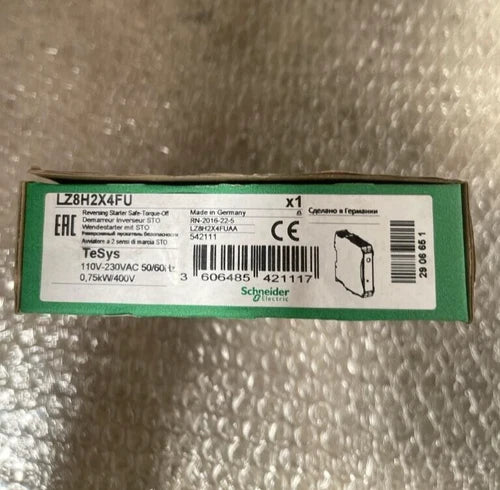 LZ8H2X4FU
x1
EAC
Reversing Starter Safe-Torque-Off
Demarreur Inverseur STO
Wendestarter mit STO
Реверсивный пускатель безопасности
Avviatore a 2 sensi di marcia STO
Made in Germany
RN-2016-22-5
LZ8H2X4FUAA
542111
CE
Сделано в Германии
TeSys
110V-230VAC 50/60Hz
0,75kW/400V
3 606485 421117
Schneider
Electric
29 06 65 1